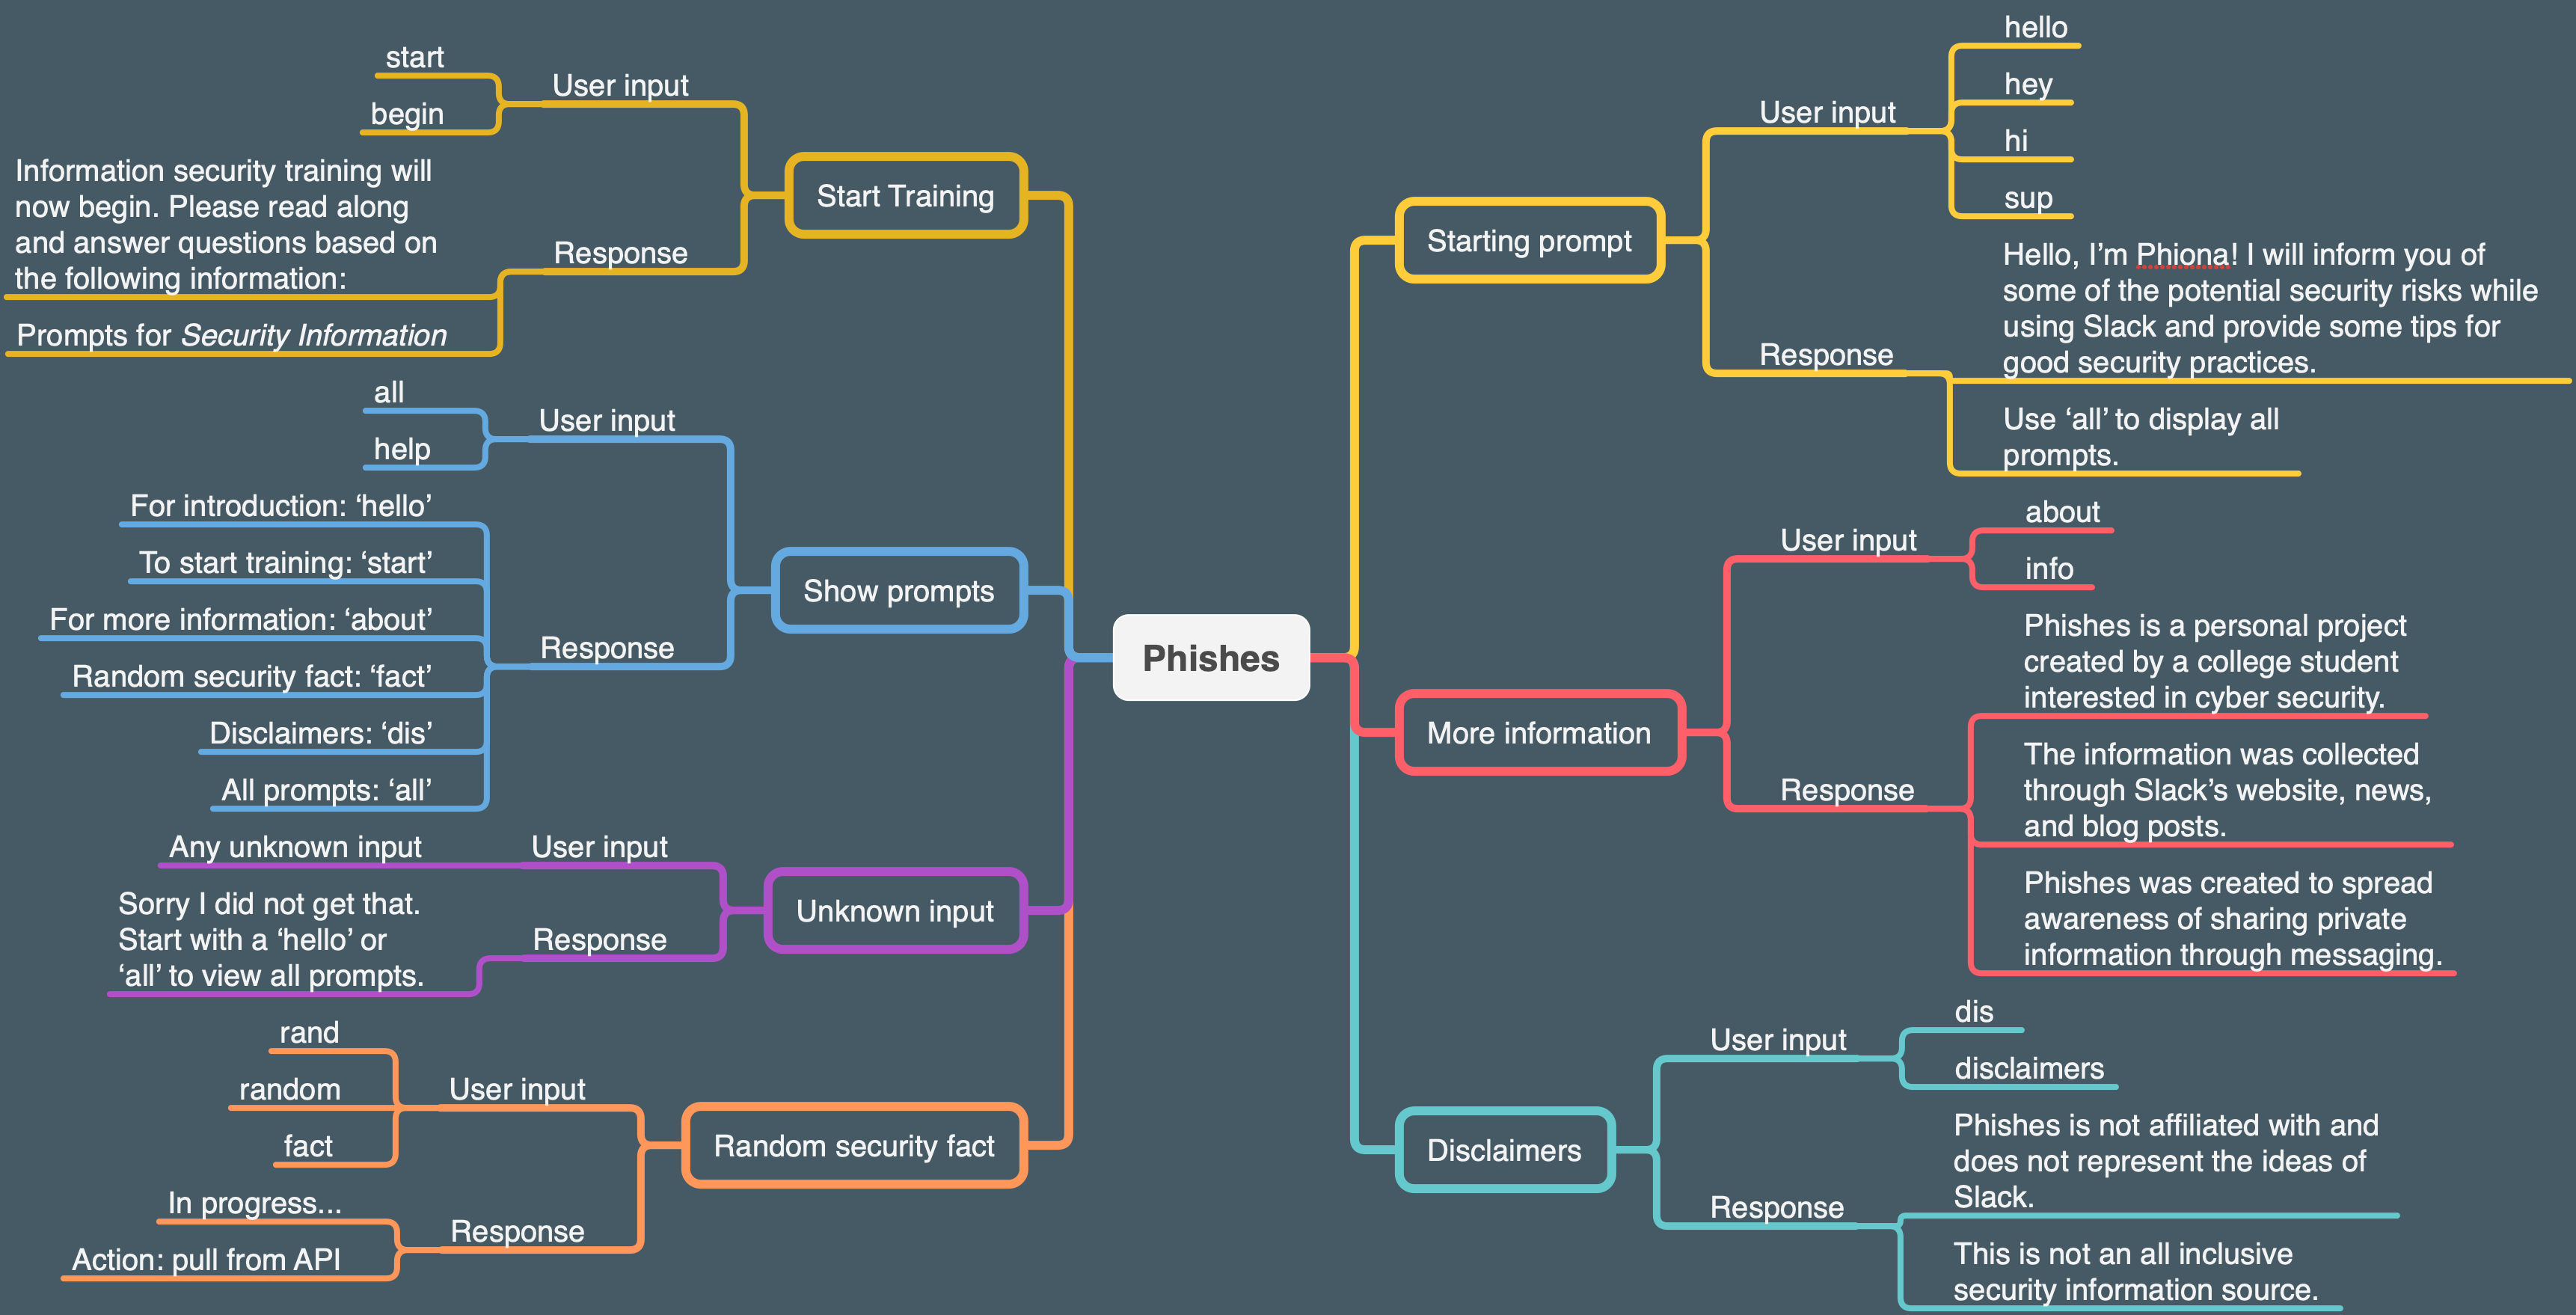 Phishes
Start Training
User input
start
begin
Response
Information security training will
now begin. Please read along
and answer questions based on
the following information:
Prompts for Security Information
Show prompts
User input
all
help
Response
For introduction: ‘hello’
To start training: ‘start’
For more information: ‘about’
Random security fact: ‘fact’
Disclaimers: ‘dis’
All prompts: ‘all’
Unknown input
User input
Any unknown input
Response
Sorry I did not get that.
Start with a ‘hello’ or
‘all’ to view all prompts.
Random security fact
User input
rand
random
fact
Response
In progress...
Action: pull from API
Starting prompt
User input
hello
hey
hi
sup
Response
Hello, I’m Phiona! I will inform you of
some of the potential security risks while
using Slack and provide some tips for
good security practices.
Use ‘all’ to display all
prompts.
More information
User input
about
info
Response
Phishes is a personal project
created by a college student
interested in cyber security.
The information was collected
through Slack’s website, news,
and blog posts.
Phishes was created to spread
awareness of sharing private
information through messaging.
Disclaimers
User input
dis
disclaimers
Response
Phishes is not affiliated with and
does not represent the ideas of
Slack.
This is not an all inclusive
security information source.